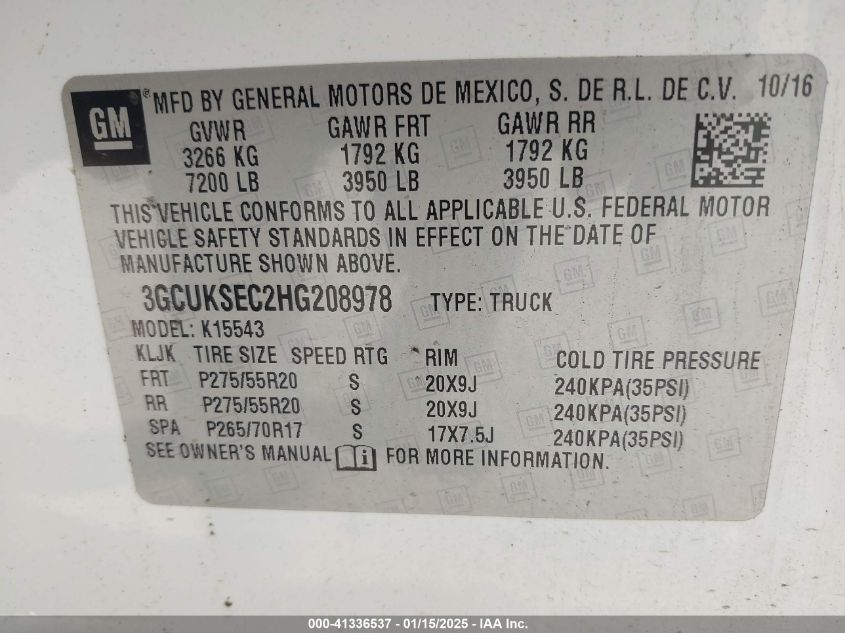 GM ® MFD BY GENERAL MOTORS DE MEXICO, S. DE R.L. DE C.V. 10/16
GVWR GAWR FRT GAWR RR
3266 KG 1792 KG 1792 KG
7200 LB 3950 LB 3950 LB
THIS VEHICLE CONFORMS TO ALL APPLICABLE U.S. FEDERAL MOTOR
VEHICLE SAFETY STANDARDS IN EFFECT ON THE DATE OF
MANUFACTURE SHOWN ABOVE.
3GCUKSEC2HG208978 TYPE: TRUCK
MODEL: K15543
KLJK TIRE SIZE SPEED RTG RIM COLD TIRE PRESSURE
FRT P275/55R20 S 20X9J 240KPA(35PSI)
RR P275/55R20 S 20X9J 240KPA(35PSI)
SPA P265/70R17 S 17X7.5J 240KPA(35PSI)
SEE OWNER'S MANUAL i FOR MORE INFORMATION.
000-41336537 - 01/15/2025 - IAA Inc.